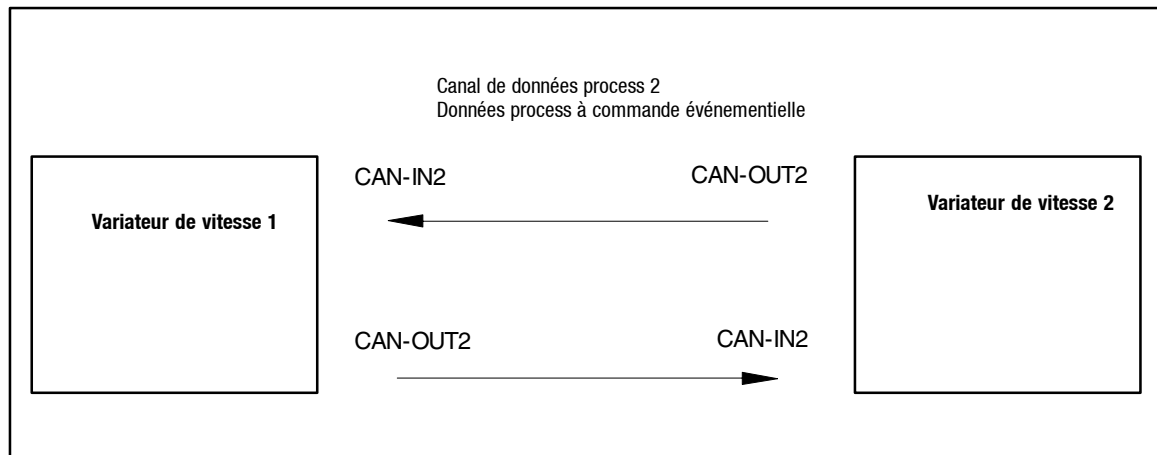 Canal de données process 2
Données process à commande événementielle
CAN-IN2
CAN-OUT2
Variateur de vitesse 1
Variateur de vitesse 2
CAN-OUT2
CAN-IN2